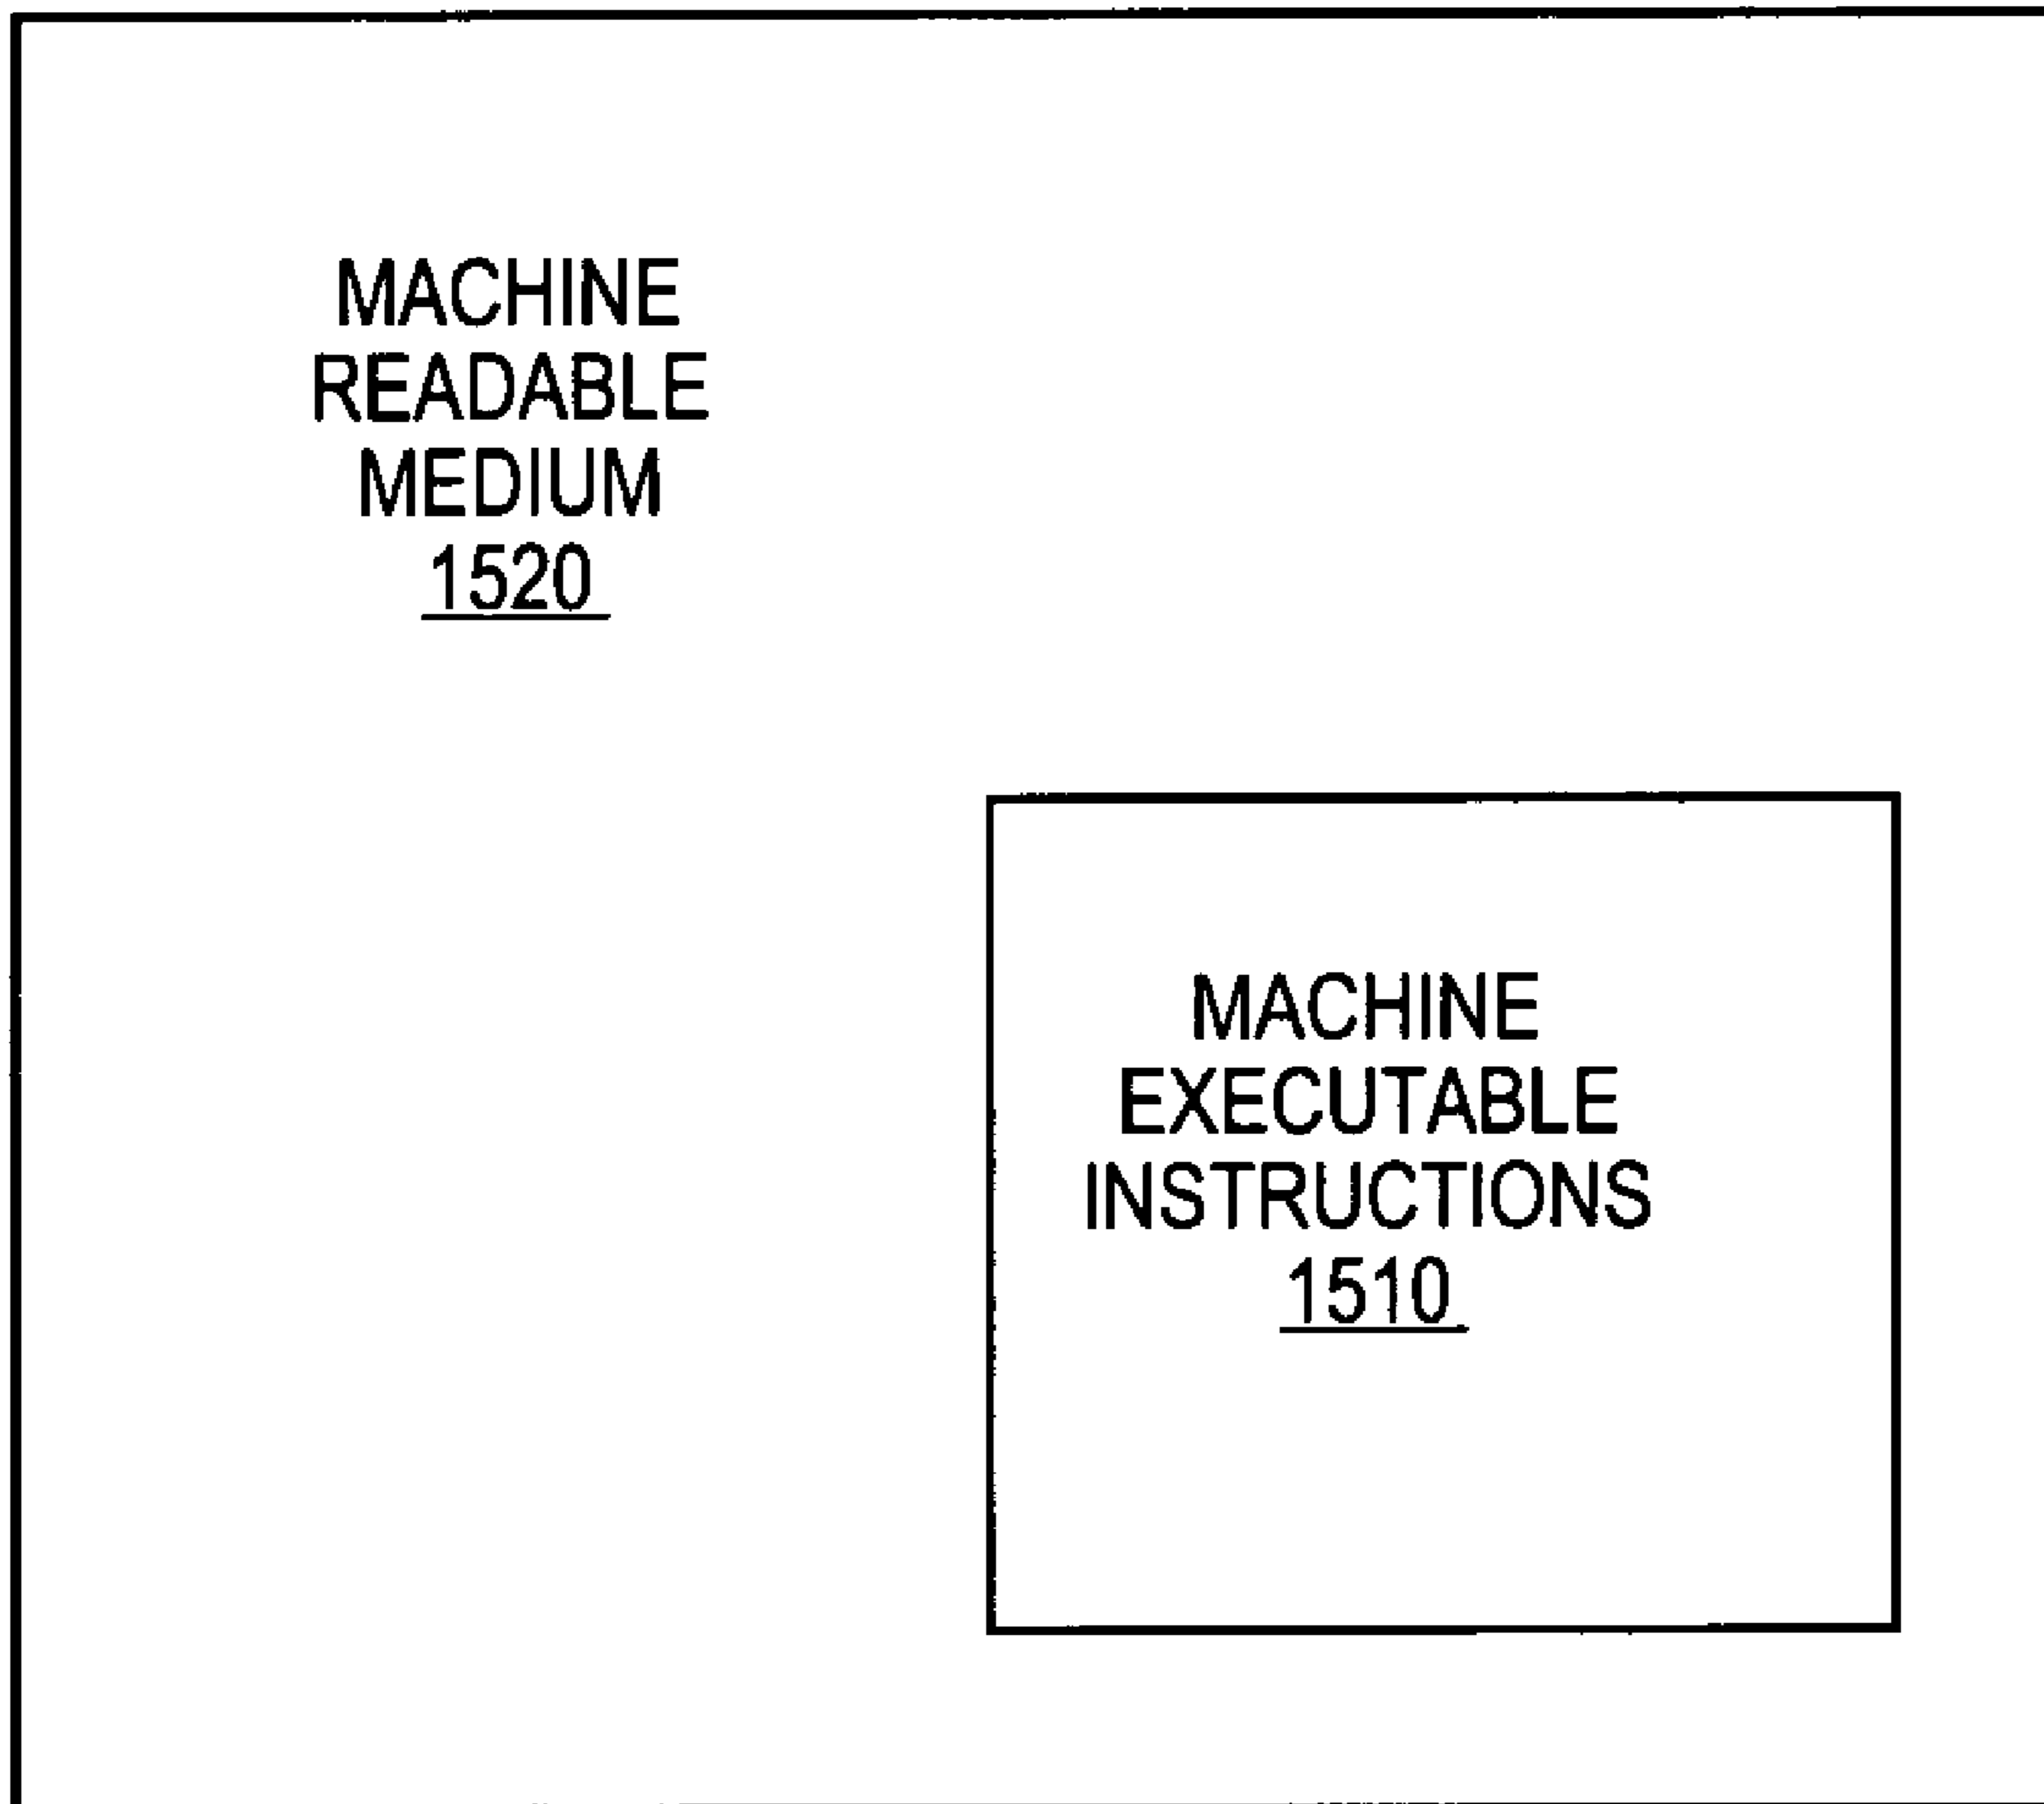 MACHINE
READABLE
MEDIUM
1520
MACHINE
EXECUTABLE
INSTRUCTIONS
1510